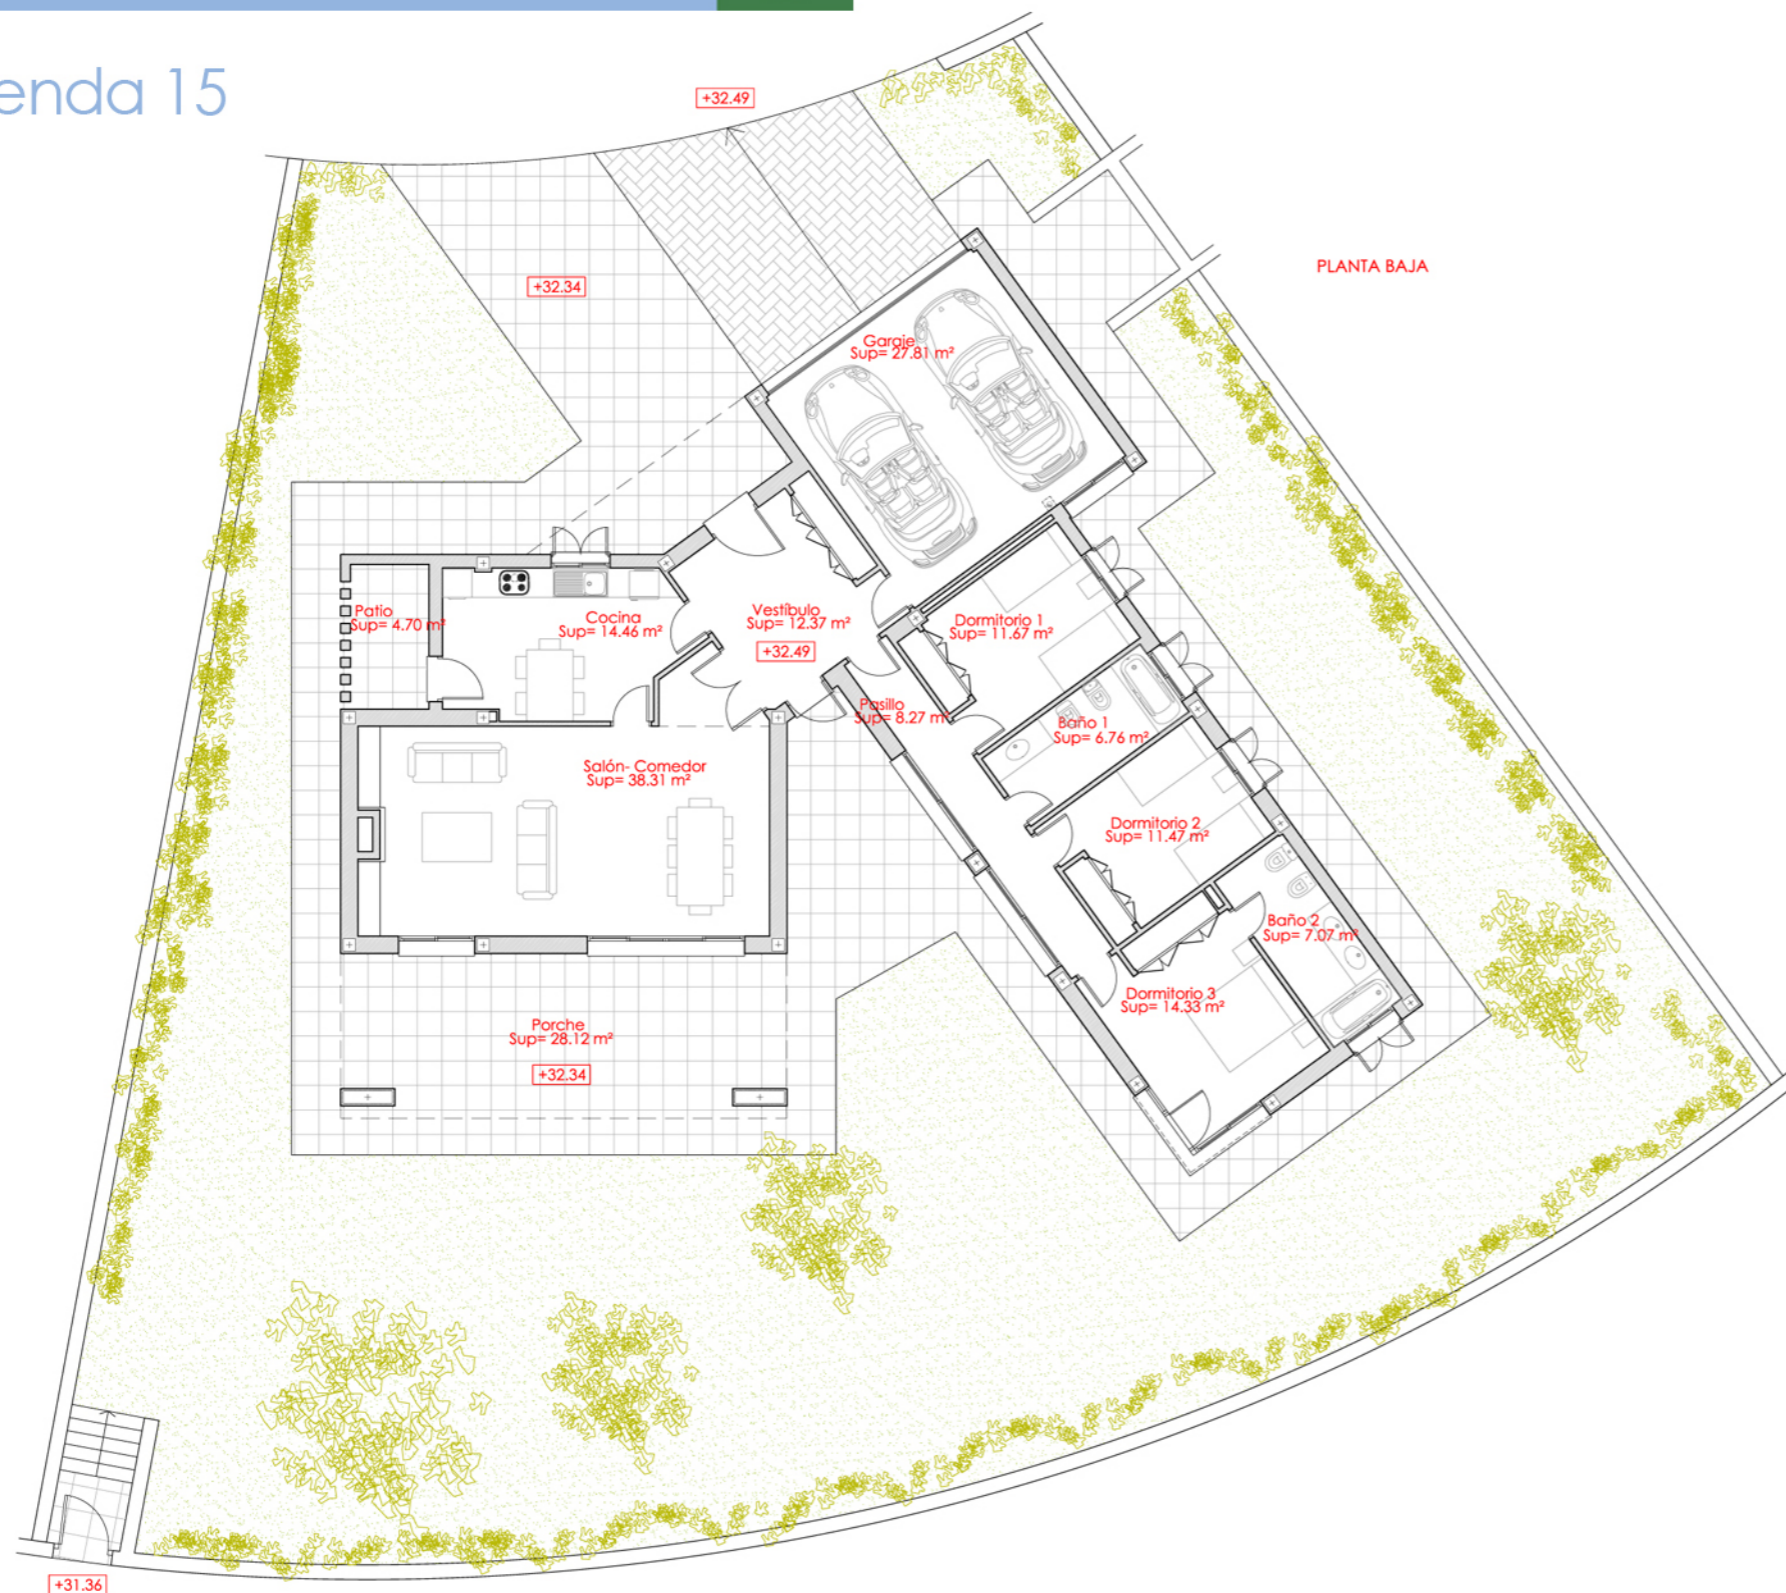 enda 15
+32.49
PLANTA BAJA
+32.34
Garaje
Sup= 27.81 m²
Patio
Sup= 4.70 m²
Cocina
Sup= 14.46 m²
Vestíbulo
Sup= 12.37 m²
+32.49
Dormitorio 1
Sup= 11.67 m²
Pasillo
Sup= 8.27 m²
Baño 1
Sup= 6.76 m²
Salón- Comedor
Sup= 38.31 m²
Dormitorio 2
Sup= 11.47 m²
Baño 2
Sup= 7.07 m²
Dormitorio 3
Sup= 14.33 m²
Porche
Sup= 28.12 m²
+32.34
+31.36